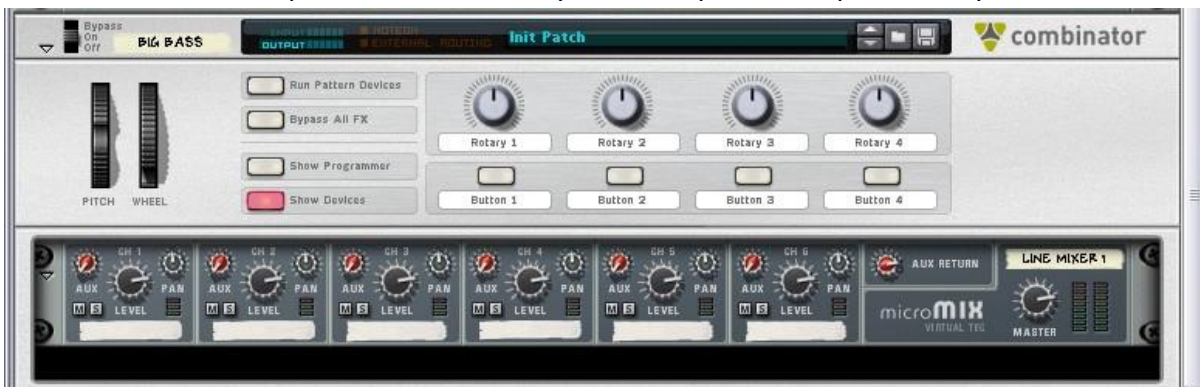 Bypass
On
Off
BIG BASS
INPUT
OUTPUT
NOTEON
EXTERNAL ROUTING
Init Patch
combinator
Run Pattern Devices
Bypass All FX
Show Programmer
Show Devices
PITCH WHEEL
Rotary 1 Rotary 2 Rotary 3 Rotary 4
Button 1 Button 2 Button 3 Button 4
CH 1 CH 2 CH 3 CH 4 CH 5 CH 6
AUX PAN AUX PAN AUX PAN AUX PAN AUX PAN AUX PAN
M S LEVEL M S LEVEL M S LEVEL M S LEVEL M S LEVEL M S LEVEL
AUX RETURN
LINE MIXER 1
microMIX
VIRTUAL TEC
MASTER